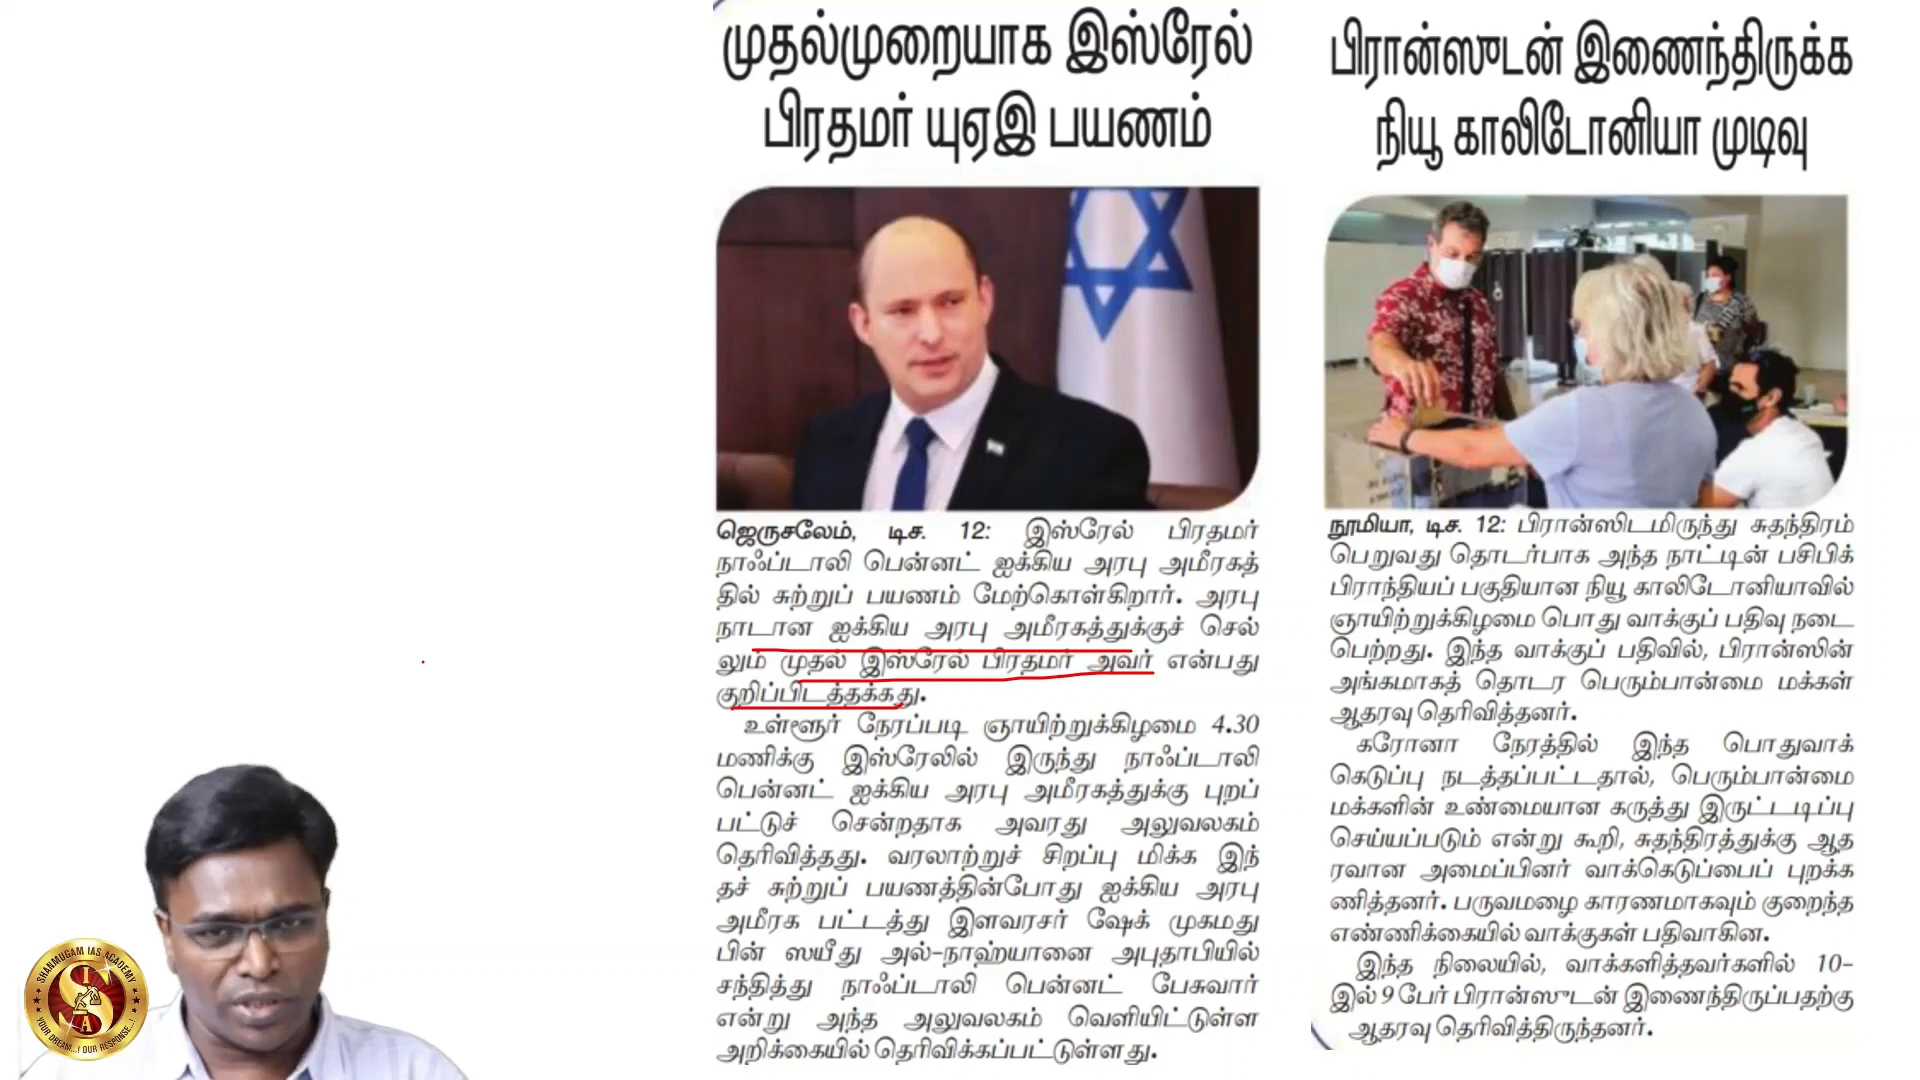 முதல்முறையாக இஸ்ரேல்
பிரதமர் யுஏஇ பயணம்
ஜெருசலேம், டிச. 12: இஸ்ரேல் பிரதமர்
நாஃப்டாலி பென்னட் ஐக்கிய அரபு அமீரகத்
தில் சுற்றுப் பயணம் மேற்கொள்கிறார். அரபு
நாடான ஐக்கிய அரபு அமீரகத்துக்குச் செல்
லும் முதல் இஸ்ரேல் பிரதமர் அவர் என்பது
குறிப்பிடத்தக்கது.
உள்ளூர் நேரப்படி ஞாயிற்றுக்கிழமை 4.30
மணிக்கு இஸ்ரேலில் இருந்து நாஃப்டாலி
பென்னட் ஐக்கிய அரபு அமீரகத்துக்கு புறப்
பட்டுச் சென்றதாக அவரது அலுவலகம்
தெரிவித்தது. வரலாற்றுச் சிறப்பு மிக்க இந்
தச் சுற்றுப் பயணத்தின்போது ஐக்கிய அரபு
அமீரக பட்டத்து இளவரசர் ஷேக் முகமது
பின் ஸயீது அல்-நாஹ்யானை அபுதாபியில்
சந்தித்து நாஃப்டாலி பென்னட் பேசுவார்
என்று அந்த அலுவலகம் வெளியிட்டுள்ள
அறிக்கையில் தெரிவிக்கப்பட்டுள்ளது.
பிரான்ஸுடன் இணைந்திருக்க
நியூ காலிடோனியா முடிவு
நூமியா, டிச. 12: பிரான்ஸிடமிருந்து சுதந்திரம்
பெறுவது தொடர்பாக அந்த நாட்டின் பசிபிக்
பிராந்தியப் பகுதியான நியூ காலிடோனியாவில்
ஞாயிற்றுக்கிழமை பொது வாக்குப் பதிவு நடை
பெற்றது. இந்த வாக்குப் பதிவில், பிரான்ஸின்
அங்கமாகத் தொடர பெரும்பான்மை மக்கள்
ஆதரவு தெரிவித்தனர்.
கரோனா நேரத்தில் இந்த பொதுவாக்
கெடுப்பு நடத்தப்பட்டதால், பெரும்பான்மை
மக்களின் உண்மையான கருத்து இருட்டடிப்பு
செய்யப்படும் என்று கூறி, சுதந்திரத்துக்கு ஆத
ரவான அமைப்பினர் வாக்கெடுப்பைப் புறக்க
ணித்தனர். பருவமழை காரணமாகவும் குறைந்த
எண்ணிக்கையில் வாக்குகள் பதிவாகின.
இந்த நிலையில், வாக்களித்தவர்களில் 10-
இல் 9 பேர் பிரான்ஸுடன் இணைந்திருப்பதற்கு
ஆதரவு தெரிவித்திருந்தனர்.
SHANMUGAM IAS ACADEMY
S I A
YOUR DREAM...! OUR RESPONSE...!